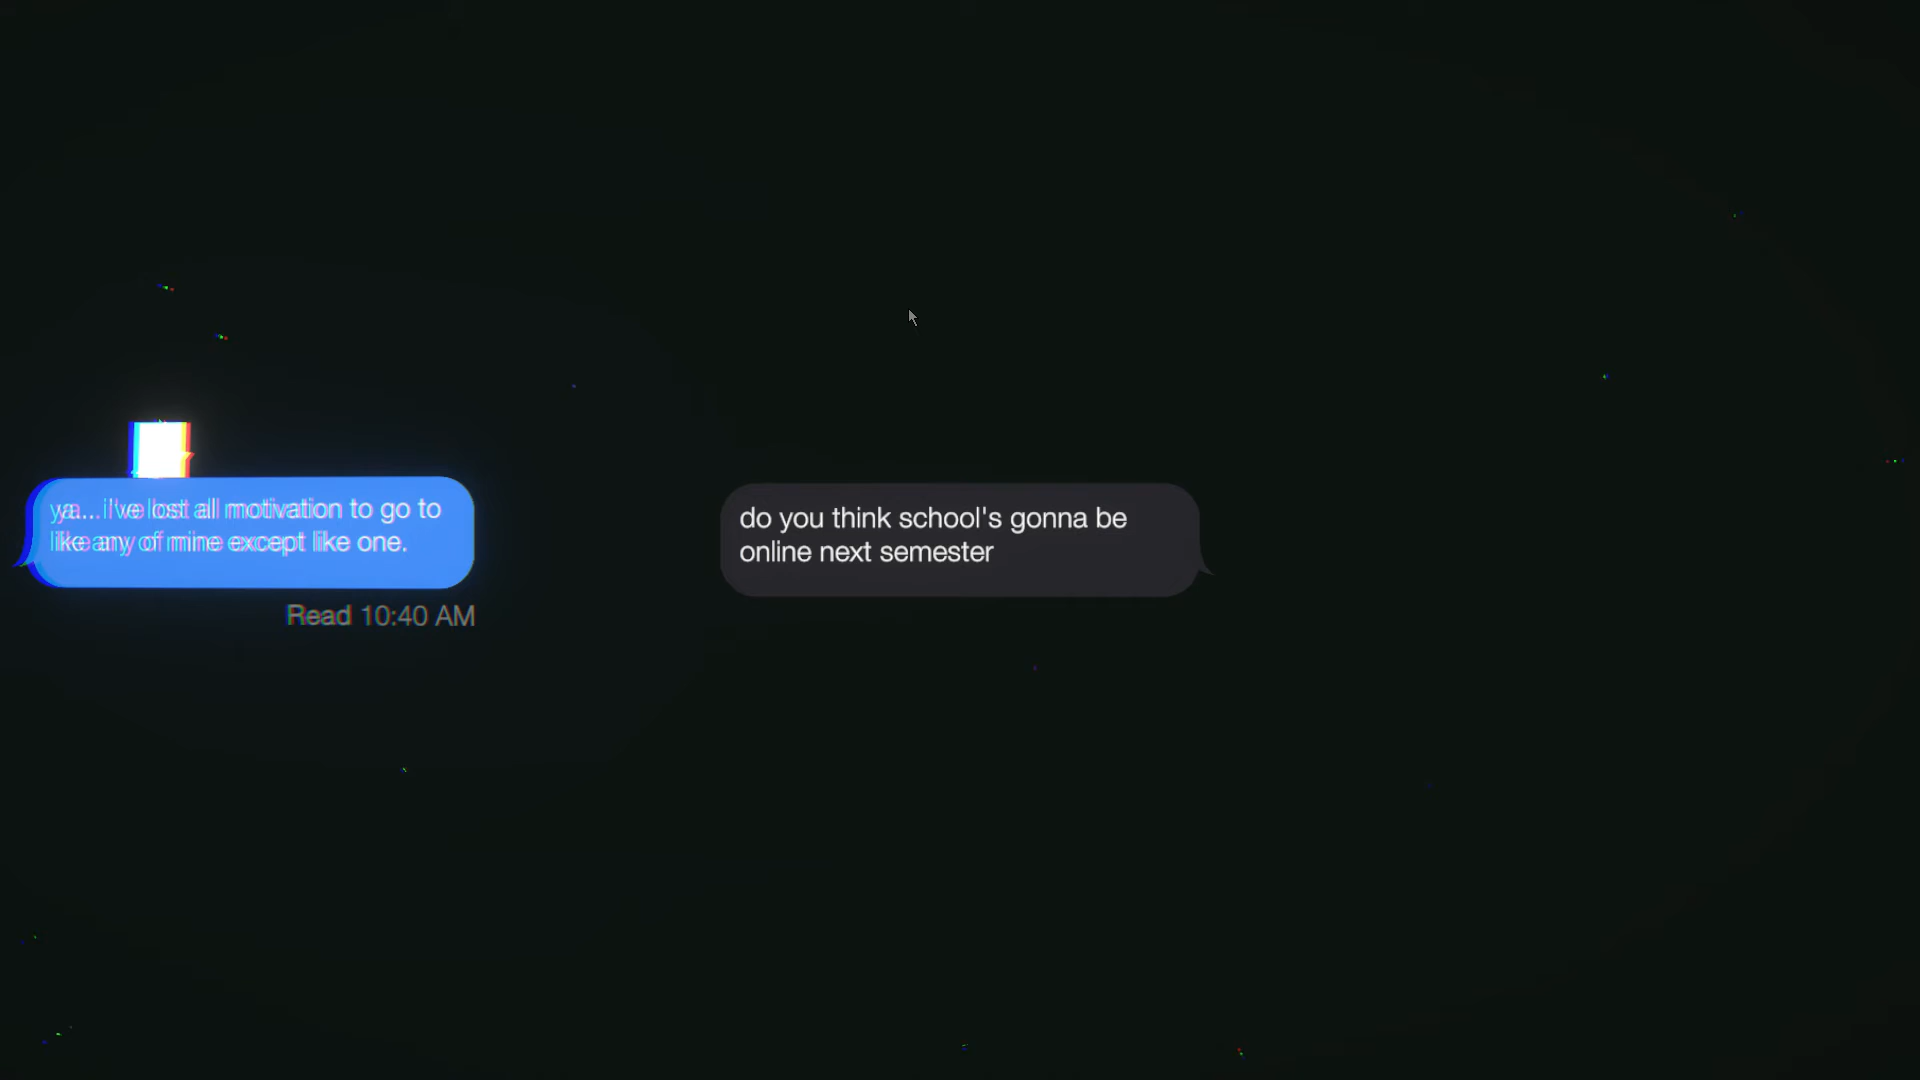 ya... i've lost all motivation to go to
like any of mine except like one.
Read 10:40 AM
do you think school's gonna be
online next semester